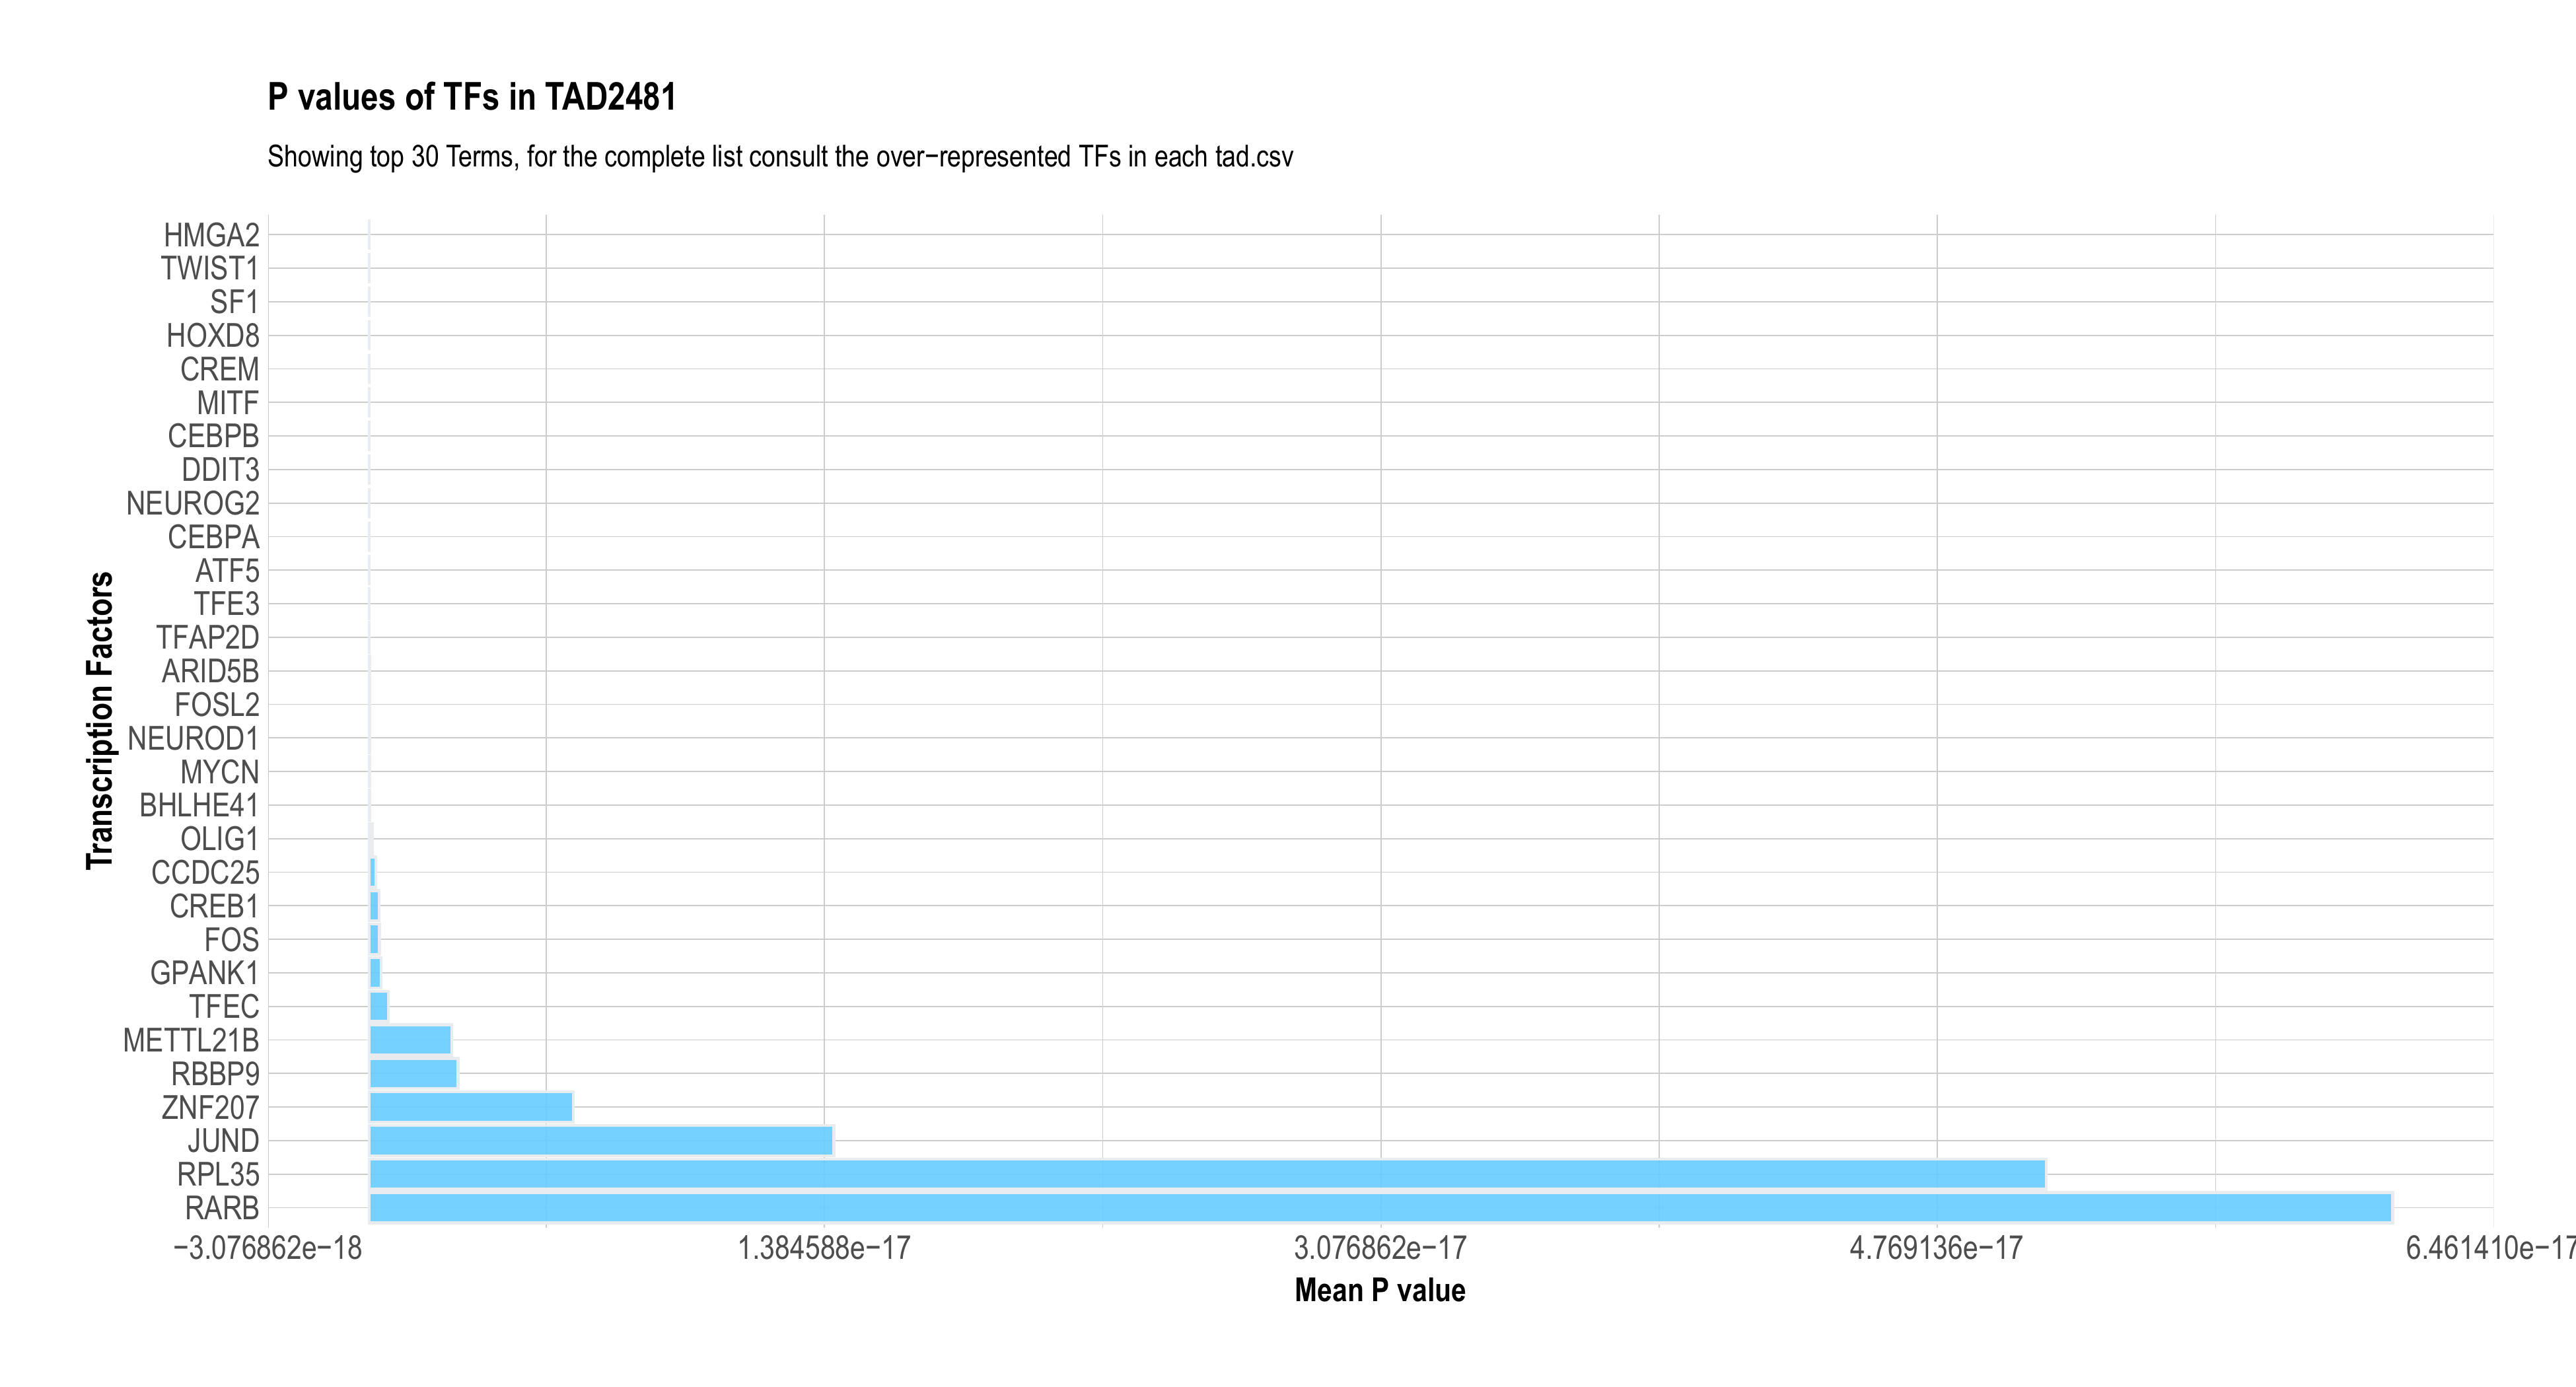 P values of TFs in TAD2481
Showing top 30 Terms, for the complete list consult the over−represented TFs in each tad.csv
Transcription Factors
HMGA2
TWIST1
SF1
HOXD8
CREM
MITF
CEBPB
DDIT3
NEUROG2
CEBPA
ATF5
TFE3
TFAP2D
ARID5B
FOSL2
NEUROD1
MYCN
BHLHE41
OLIG1
CCDC25
CREB1
FOS
GPANK1
TFEC
METTL21B
RBBP9
ZNF207
JUND
RPL35
RARB
−3.076862e−18 1.384588e−17 3.076862e−17 4.769136e−17 6.461410e−17
Mean P value